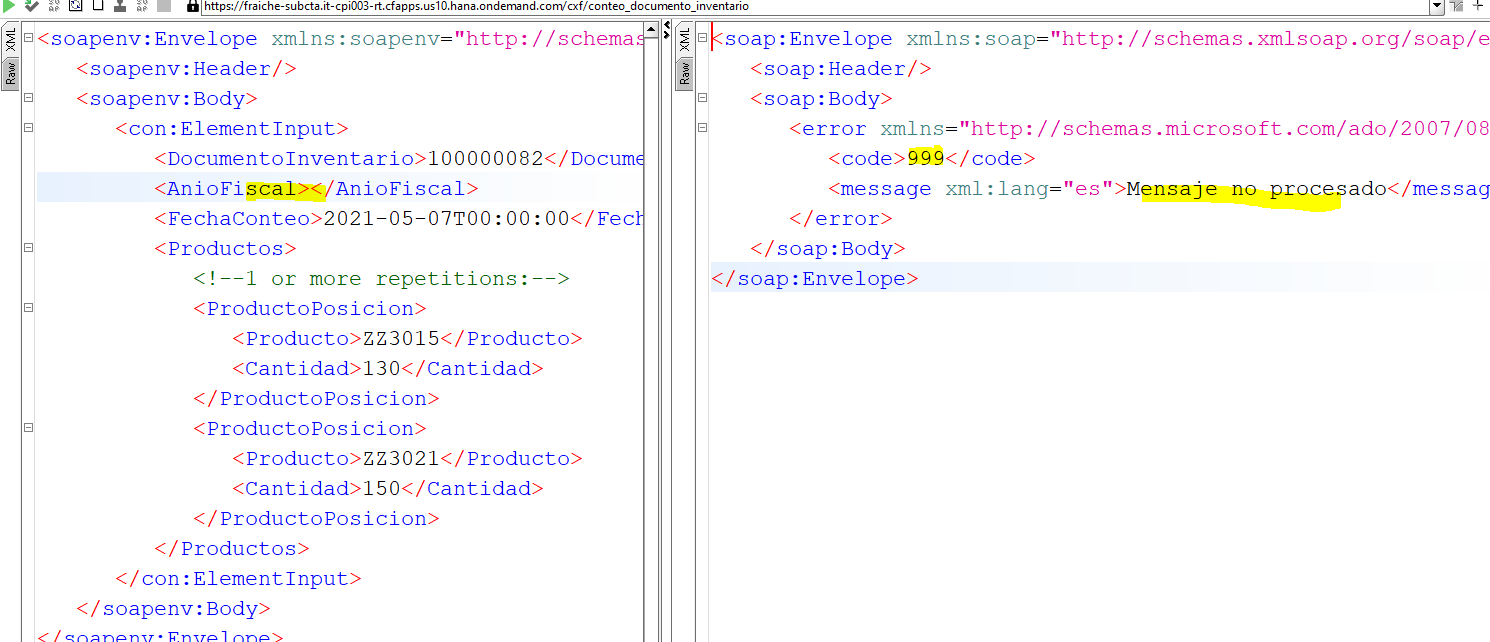 https://fraiche-subcta.it-cpi003-rt.cfapps.us10.hana.ondemand.com/cxf/conteo_documento_inventario
XML
Raw
<soapenv:Envelope xmlns:soapenv="http://schemas
<soapenv:Header/>
<soapenv:Body>
<con:ElementInput>
<DocumentoInventario>100000082</Docume
<AnioFiscal></AnioFiscal>
<FechaConteo>2021-05-07T00:00:00</Fech
<Productos>
<!--1 or more repetitions:-->
<ProductoPosicion>
<Producto>ZZ3015</Producto>
<Cantidad>130</Cantidad>
</ProductoPosicion>
<ProductoPosicion>
<Producto>ZZ3021</Producto>
<Cantidad>150</Cantidad>
</ProductoPosicion>
</Productos>
</con:ElementInput>
</soapenv:Body>
</soapenv:Envelope>
XML
Raw
<soap:Envelope xmlns:soap="http://schemas.xmlsoap.org/soap/e
<soap:Header/>
<soap:Body>
<error xmlns="http://schemas.microsoft.com/ado/2007/08
<code>999</code>
<message xml:lang="es">Mensaje no procesado</messag
</error>
</soap:Body>
</soap:Envelope>